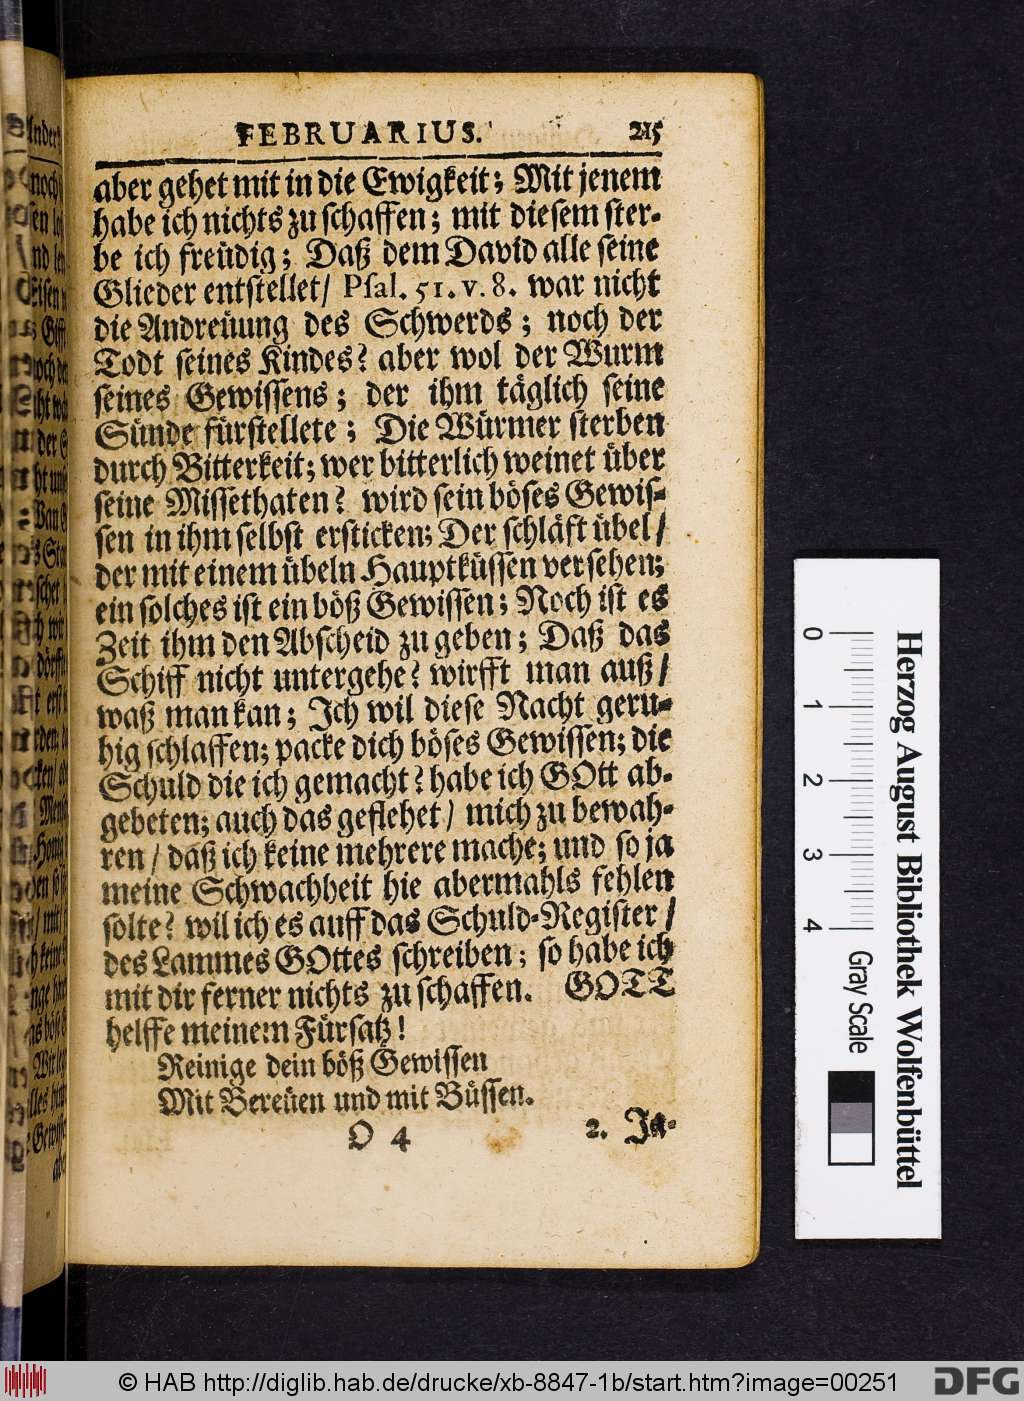 FEBRUARIUS. 215
aber gehet mit in die Ewigkeit; Mit jenem
habe ich nichts zu schaffen; mit diesem ster-
be ich freüdig; Daß dem David alle seine
Glieder entstellet/ Psal. 51. v. 8. war nicht
die Andreüung des Schwerds; noch der
Todt seines Kindes? aber wol der Wurm
seines Gewissens; der ihm täglich seine
Sünde fürstellete; Die Würmer sterben
durch Bitterkeit; wer bitterlich weinet über
seine Missethaten? wird sein böses Gewis-
sen in ihm selbst ersticken; Der schläft übel/
der mit einem übeln Hauptküssen versehen;
ein solches ist ein böß Gewissen; Noch ist es
Zeit ihm den Abscheid zu geben; Daß das
Schiff nicht untergehe? wirfft man auß/
waß man kan; Ich wil diese Nacht geru-
hig schlaffen; packe dich böses Gewissen; die
Schuld die ich gemacht? habe ich GOtt ab-
gebeten; auch das geflehet/ mich zu bewah-
ren/ daß ich keine mehrere mache; und so ja
meine Schwachheit hie abermahls fehlen
solte? wil ich es auff das Schuld-Register/
des Lammes GOttes schreiben; so habe ich
mit dir ferner nichts zu schaffen. GOTT
helffe meinem Fürsatz!
Reinige dein böß Gewissen
Mit Bereüen und mit Büssen.
O 4 2. Ja-
0 1 2 3 4
Gray Scale
Herzog August Bibliothek Wolfenbüttel
© HAB http://diglib.hab.de/drucke/xb-8847-1b/start.htm?image=00251
DFG